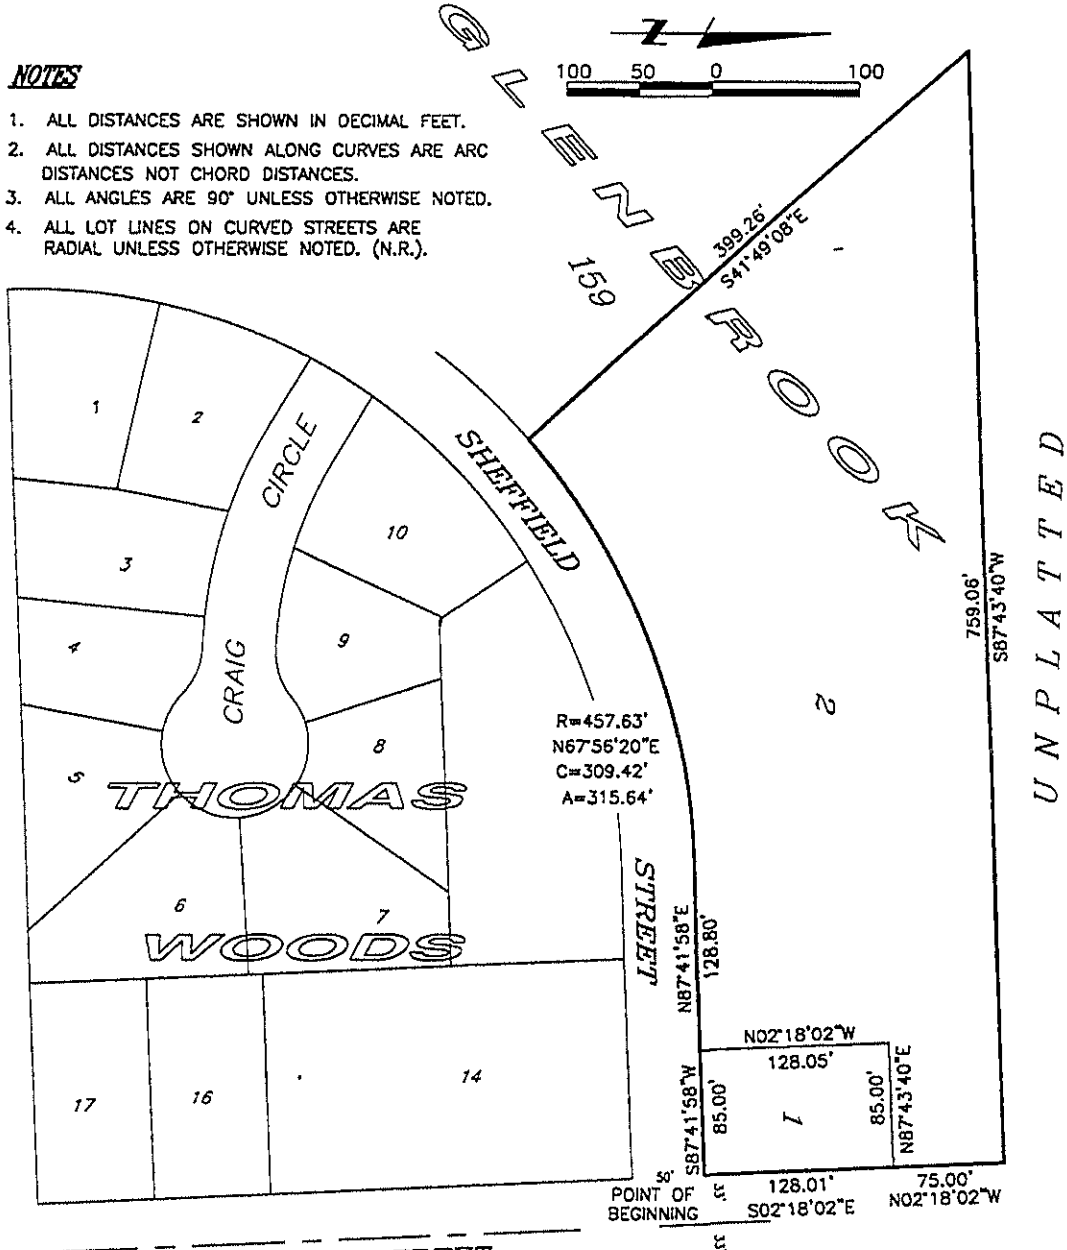 GLENBROOK
N
100 50 0 100
NOTES
1. ALL DISTANCES ARE SHOWN IN DECIMAL FEET.
2. ALL DISTANCES SHOWN ALONG CURVES ARE ARC
DISTANCES NOT CHORD DISTANCES.
3. ALL ANGLES ARE 90° UNLESS OTHERWISE NOTED.
4. ALL LOT LINES ON CURVED STREETS ARE
RADIAL UNLESS OTHERWISE NOTED. (N.R.).
159
399.26'
S41°49'08"E
1
2
3
4
5
6
7
8
9
10
CRAIG CIRCLE
SHEFFIELD
STREET
THOMAS
WOODS
R=457.63'
N67°56'20"E
C=309.42'
A=315.64'
2
759.06'
S87°43'40"W
UNPLATTED
N87°41'58"E
128.80'
N02°18'02"W
128.05'
S87°41'58"W
85.00'
1
85.00'
N87°43'40"E
17
16
14
50'
POINT OF
BEGINNING
33'
128.01'
S02°18'02"E
75.00'
N02°18'02"W
33'